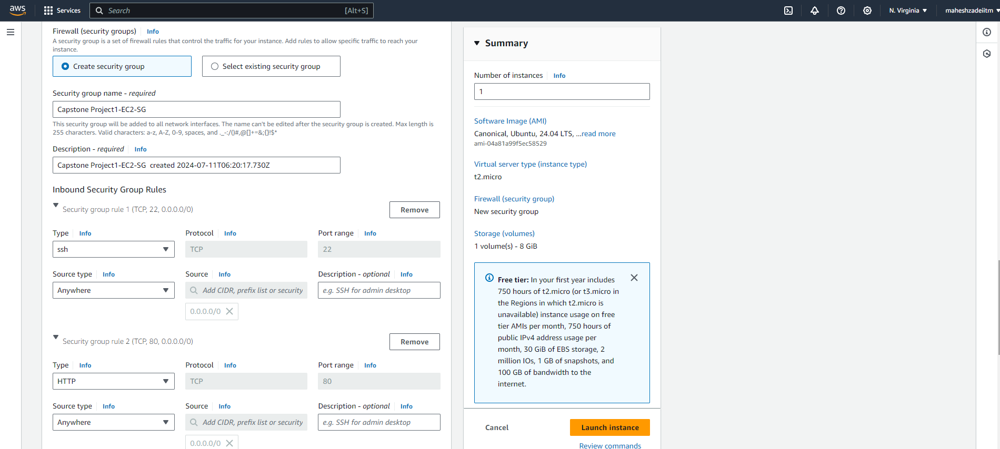 aws
Services
Search
[Alt+S]
N. Virginia
maheshzadeiitm
Firewall (security groups)
Info
A security group is a set of firewall rules that control the traffic for your instance. Add rules to allow specific traffic to reach your
instance.
Create security group
Select existing security group
Security group name - required
Capstone Project1-EC2-SG
This security group will be added to all network interfaces. The name can't be edited after the security group is created. Max length is
255 characters. Valid characters: a-z, A-Z, 0-9, spaces, and ._-:/()#,@[]+=&;{}!$*
Description - required
Info
Capstone Project1-EC2-SG  created 2024-07-11T06:20:17.730Z
Inbound Security Group Rules
Security group rule 1 (TCP, 22, 0.0.0.0/0)
Remove
Type
Info
Protocol
Info
Port range
Info
ssh
TCP
22
Source type
Info
Source
Info
Description - optional
Info
Anywhere
Add CIDR, prefix list or security
e.g. SSH for admin desktop
0.0.0.0/0
Security group rule 2 (TCP, 80, 0.0.0.0/0)
Remove
Type
Info
Protocol
Info
Port range
Info
HTTP
TCP
80
Source type
Info
Source
Info
Description - optional
Info
Anywhere
Add CIDR, prefix list or security
e.g. SSH for admin desktop
0.0.0.0/0
Summary
Number of instances
Info
1
Software Image (AMI)
Canonical, Ubuntu, 24.04 LTS, ...read more
ami-04a81a99f5ec58529
Virtual server type (instance type)
t2.micro
Firewall (security group)
New security group
Storage (volumes)
1 volume(s) - 8 GiB
Free tier: In your first year includes
750 hours of t2.micro (or t3.micro in
the Regions in which t2.micro is
unavailable) instance usage on free
tier AMIs per month, 750 hours of
public IPv4 address usage per
month, 30 GiB of EBS storage, 2
million IOs, 1 GB of snapshots, and
100 GB of bandwidth to the
internet.
Cancel
Launch instance
Review commands